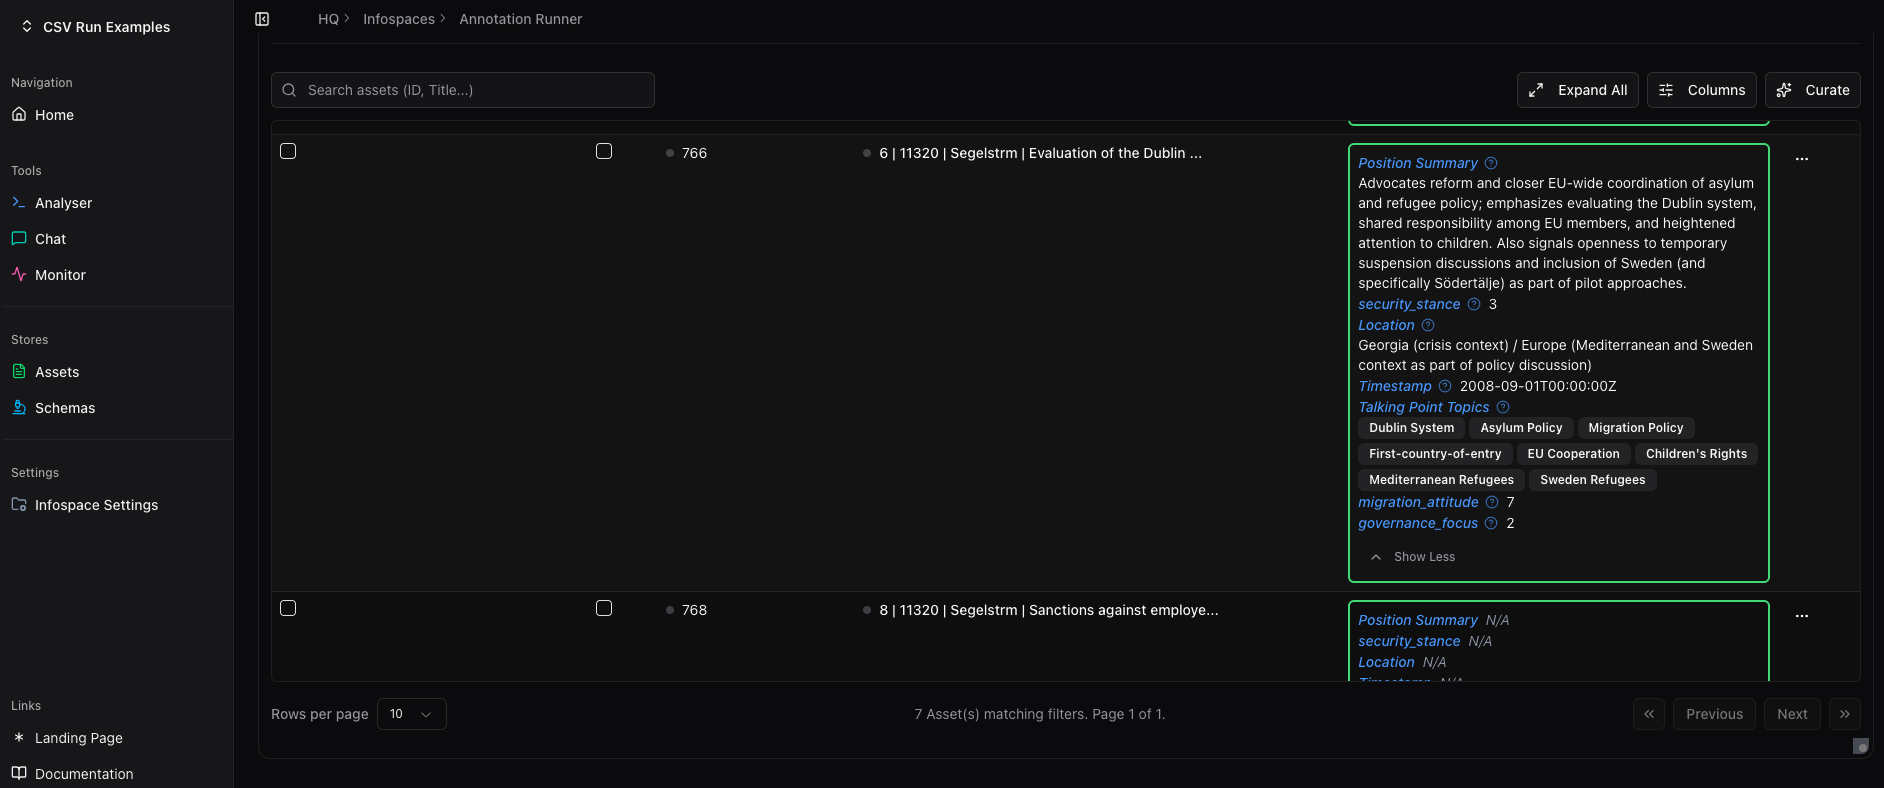 CSV Run Examples
HQ
Infospaces
Annotation Runner
Navigation
Home
Tools
Analyser
Chat
Monitor
Stores
Assets
Schemas
Settings
Infospace Settings
Links
Landing Page
Documentation
Search assets (ID, Title...)
Expand All
Columns
Curate
766
6 | 11320 | Segelstrm | Evaluation of the Dublin ...
Position Summary
Advocates reform and closer EU-wide coordination of asylum
and refugee policy; emphasizes evaluating the Dublin system,
shared responsibility among EU members, and heightened
attention to children. Also signals openness to temporary
suspension discussions and inclusion of Sweden (and
specifically Södertälje) as part of pilot approaches.
security_stance 3
Location
Georgia (crisis context) / Europe (Mediterranean and Sweden
context as part of policy discussion)
Timestamp 2008-09-01T00:00:00Z
Talking Point Topics
Dublin System Asylum Policy Migration Policy
First-country-of-entry EU Cooperation Children's Rights
Mediterranean Refugees Sweden Refugees
migration_attitude 7
governance_focus 2
Show Less
768
8 | 11320 | Segelstrm | Sanctions against employe...
Position Summary N/A
security_stance N/A
Location N/A
Timestamp N/A
Rows per page 10
7 Asset(s) matching filters. Page 1 of 1.
Previous
Next